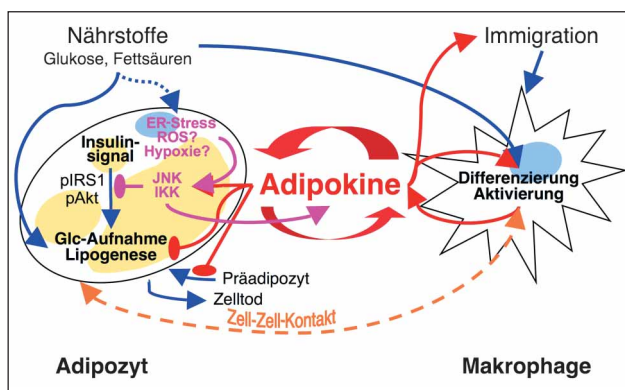 Nährstoffe
Glukose, Fettsäuren
Immigration
ER-Stress
ROS?
Hypoxie?
Insulin-
signal
pIRS1
pAkt
JNK
IKK
Adipokine
Differenzierung
Aktivierung
Glc-Aufnahme
Lipogenese
Präadipozyt
Zelltod
Zell-Zell-Kontakt
Adipozyt
Makrophage